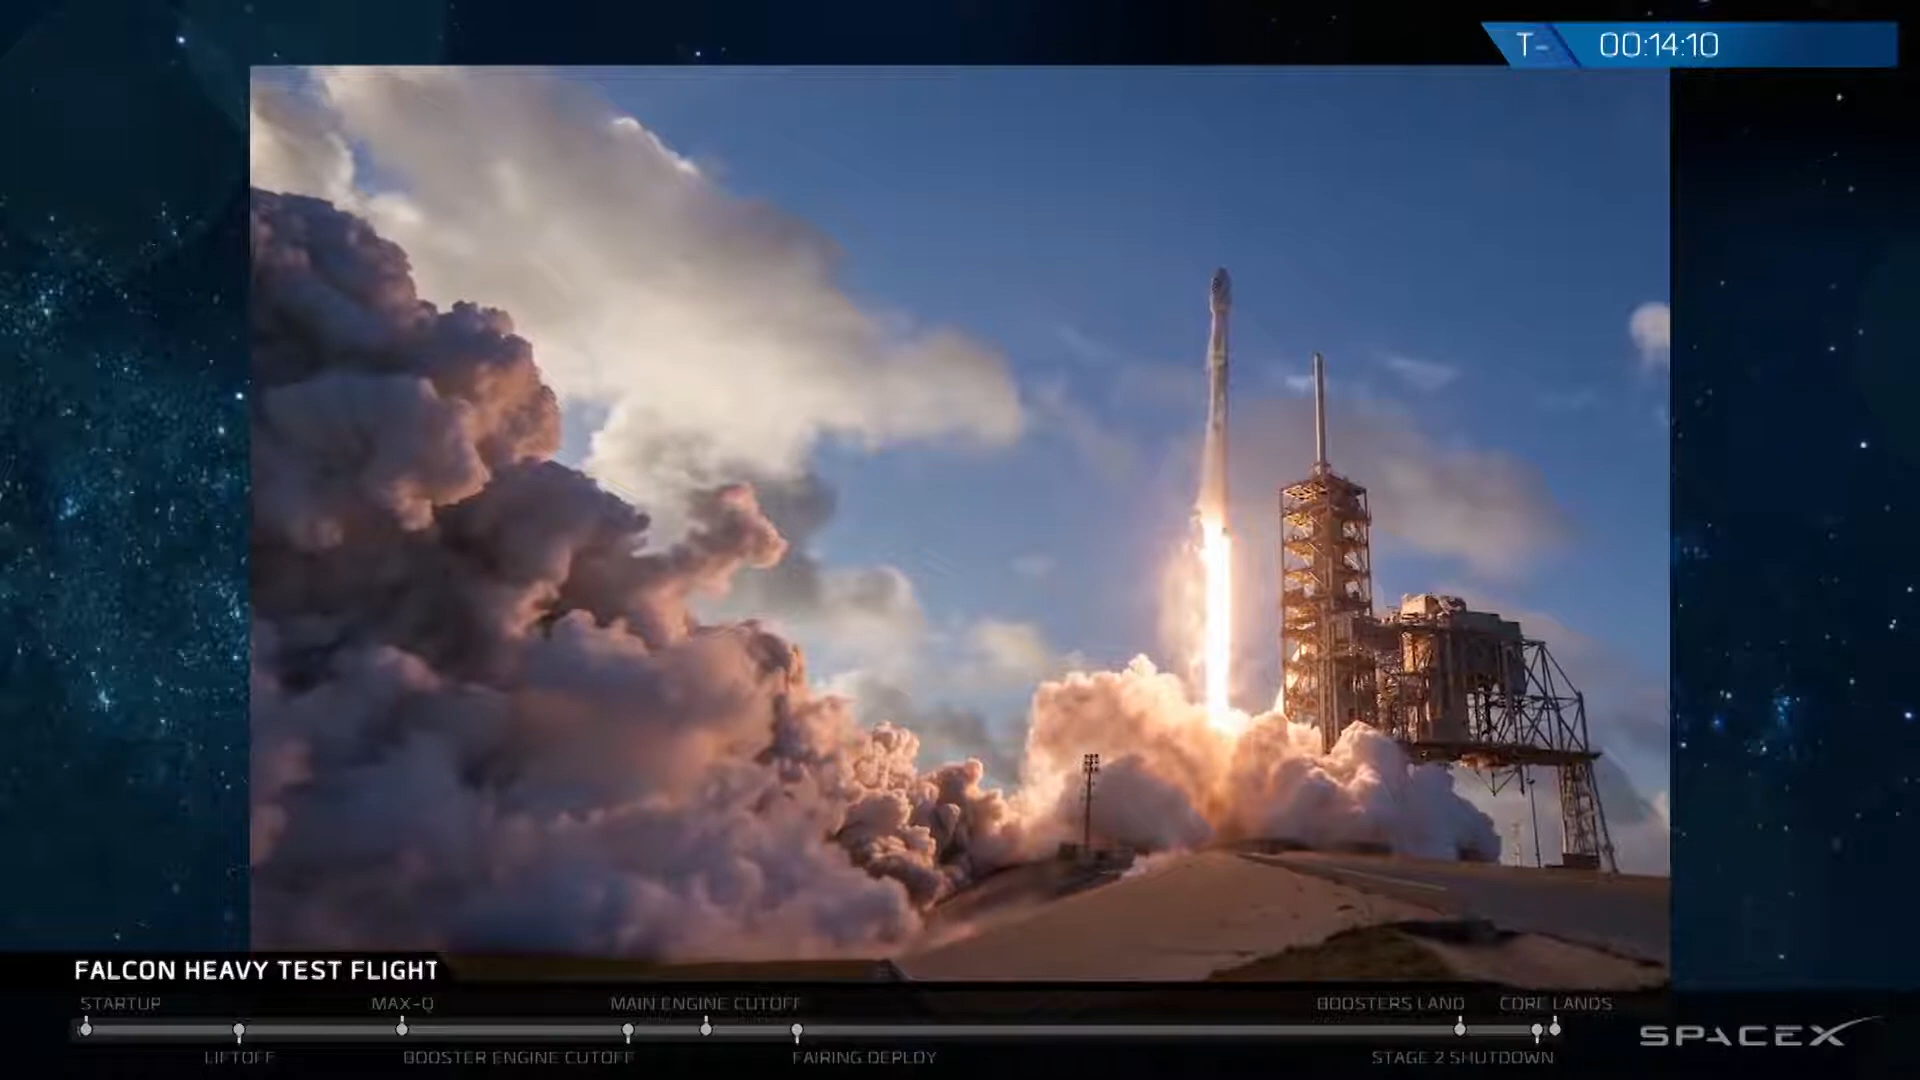 T-
00:14:10
FALCON HEAVY TEST FLIGHT
STARTUP
MAX-Q
MAIN ENGINE CUTOFF
BOOSTERS LAND
CORE LANDS
LIFTOFF
BOOSTER ENGINE CUTOFF
FAIRING DEPLOY
STAGE 2 SHUTDOWN
SPACEX